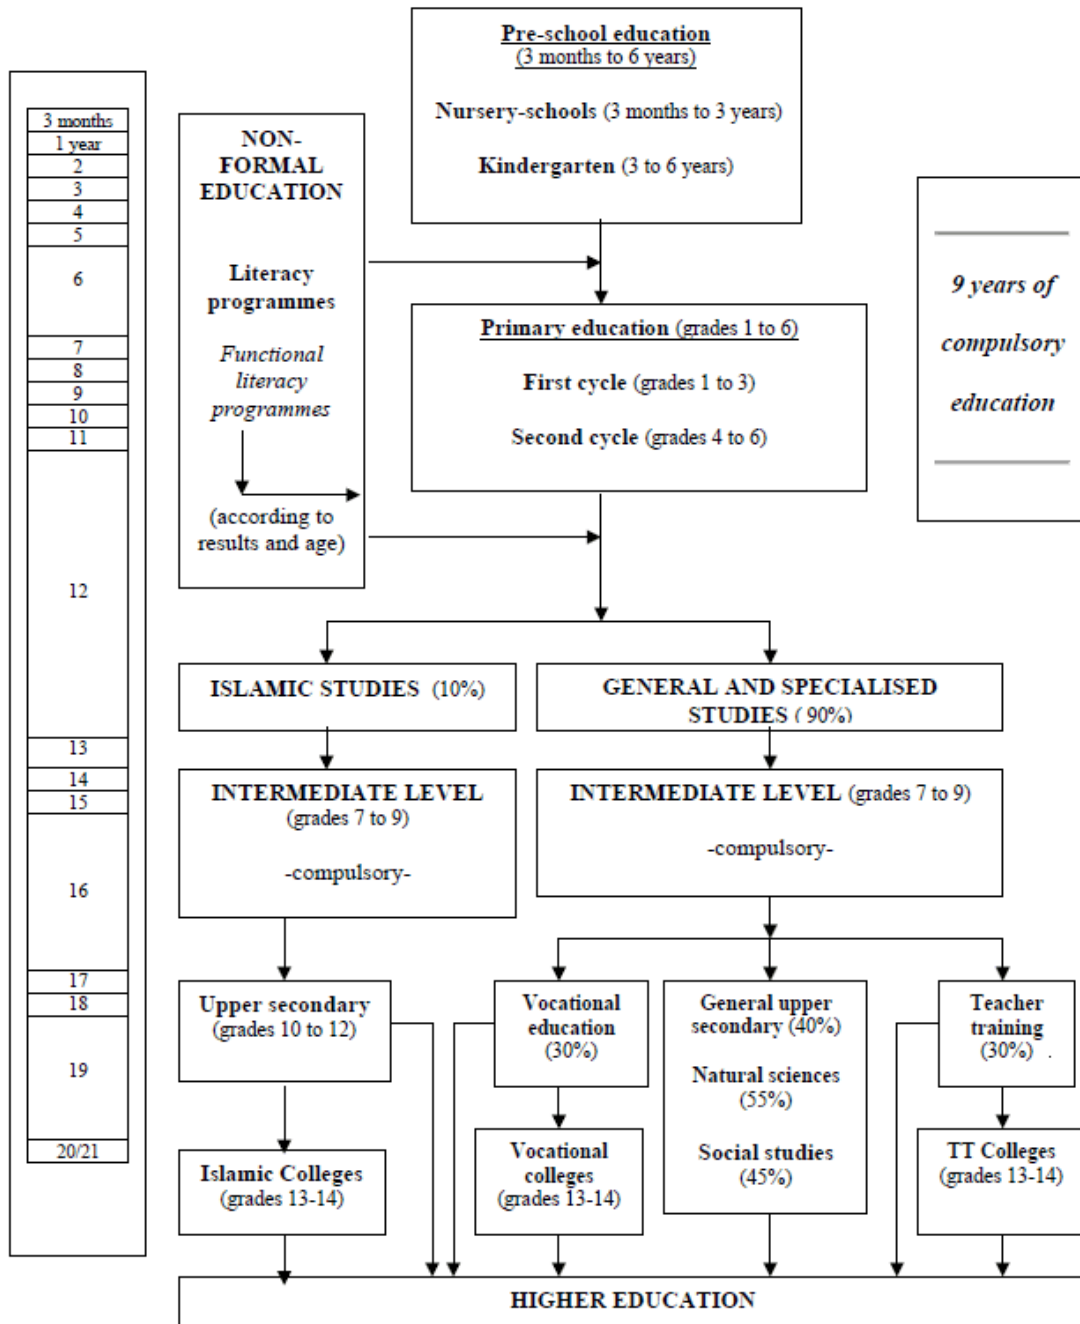 Pre-school education
(3 months to 6 years)
Nursery-schools (3 months to 3 years)
Kindergarten (3 to 6 years)
3 months
1 year
2
3
4
5
6
7
8
9
10
11
12
13
14
15
16
17
18
19
20/21
NON-
FORMAL
EDUCATION
Literacy
programmes
Functional
literacy
programmes
(according to
results and age)
9 years of
compulsory
education
Primary education (grades 1 to 6)
First cycle (grades 1 to 3)
Second cycle (grades 4 to 6)
ISLAMIC STUDIES (10%)
GENERAL AND SPECIALISED
STUDIES ( 90%)
INTERMEDIATE LEVEL
(grades 7 to 9)
-compulsory-
INTERMEDIATE LEVEL (grades 7 to 9)
-compulsory-
Upper secondary
(grades 10 to 12)
Vocational
education
(30%)
General upper
secondary (40%)
Natural sciences
(55%)
Social studies
(45%)
Teacher
training
(30%) .
Islamic Colleges
(grades 13-14)
Vocational
colleges
(grades 13-14)
TT Colleges
(grades 13-14)
HIGHER EDUCATION